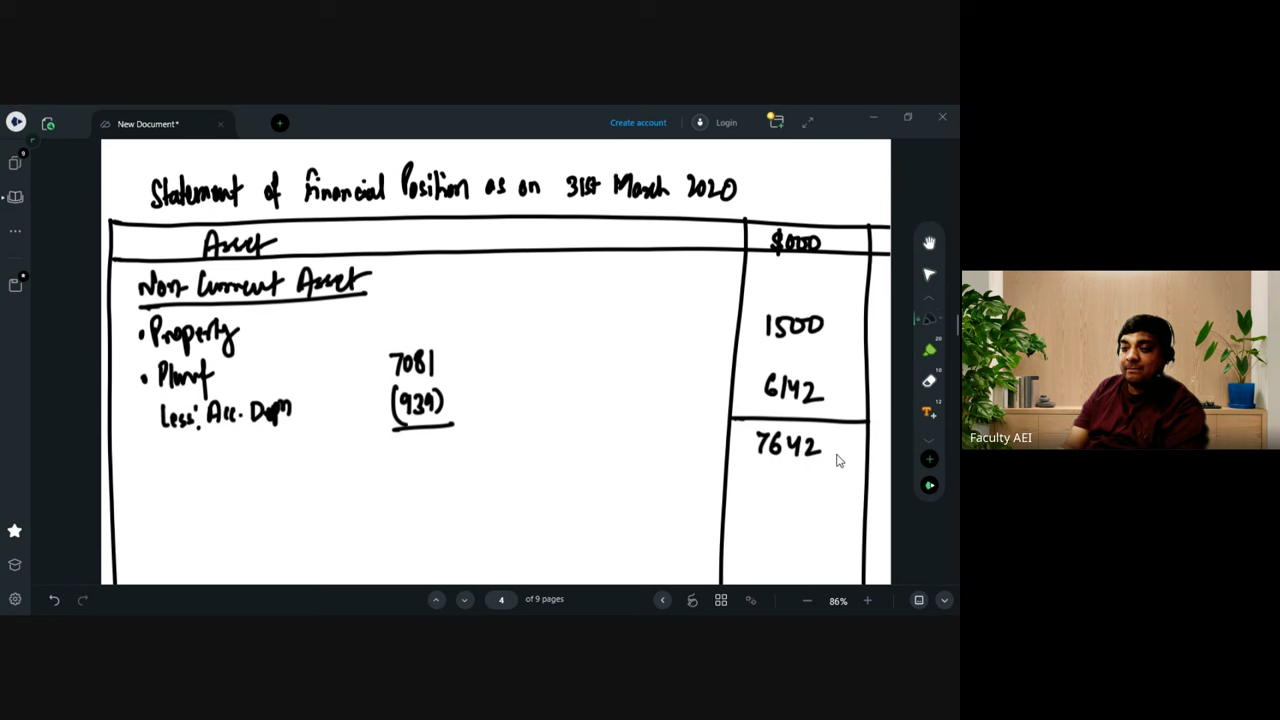 New Document*
Create account
Login
Statement of Financial Position as on 31st March 2020
Asset $000
Non Current Asset
• Property 1500
• Plant 7081 6142
Less: Acc. Depn (939)
7642
Faculty AEI
4 of 9 pages
86%